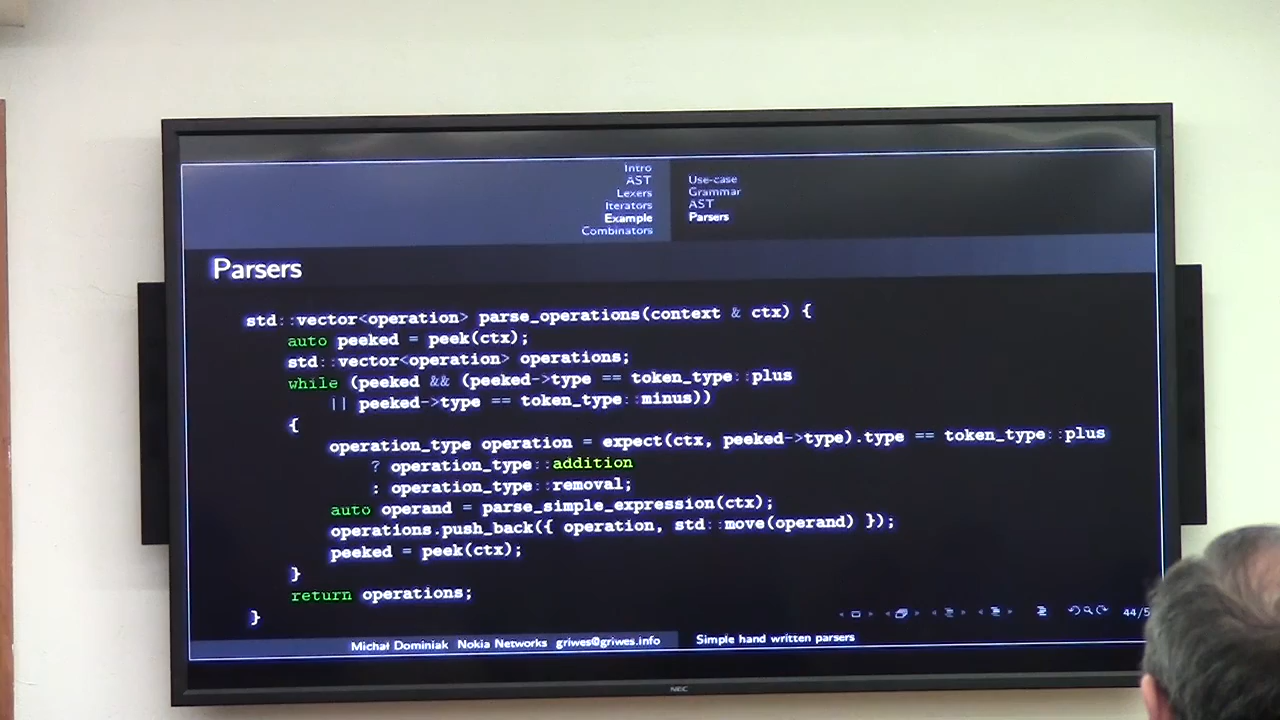 Intro
AST
Lexers
Iterators
Example
Combinators
Use-case
Grammar
AST
Parsers
Parsers
std::vector<operation> parse_operations(context & ctx) {
auto peeked = peek(ctx);
std::vector<operation> operations;
while (peeked && (peeked->type == token_type::plus
|| peeked->type == token_type::minus))
{
operation_type operation = expect(ctx, peeked->type).type == token_type::plus
? operation_type::addition
: operation_type::removal;
auto operand = parse_simple_expression(ctx);
operations.push_back({ operation, std::move(operand) });
peeked = peek(ctx);
}
return operations;
}
44/5
Michał Dominiak Nokia Networks griwes@griwes.info
Simple hand written parsers
NEC